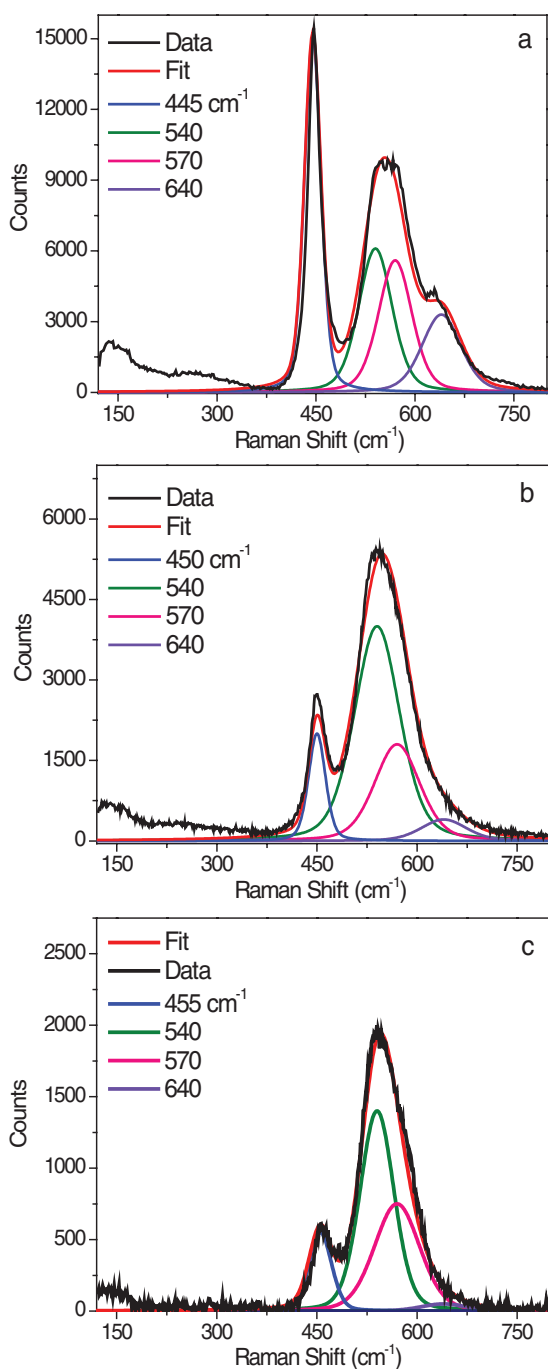 a
Data
Fit
445 cm⁻¹
540
570
640
15000
12000
9000
6000
3000
0
Counts
150 300 450 600 750
Raman Shift (cm⁻¹)
b
Data
Fit
450 cm⁻¹
540
570
640
6000
4500
3000
1500
0
Counts
150 300 450 600 750
Raman Shift (cm⁻¹)
c
Fit
Data
455 cm⁻¹
540
570
640
2500
2000
1500
1000
500
0
Counts
150 300 450 600 750
Raman Shift (cm⁻¹)